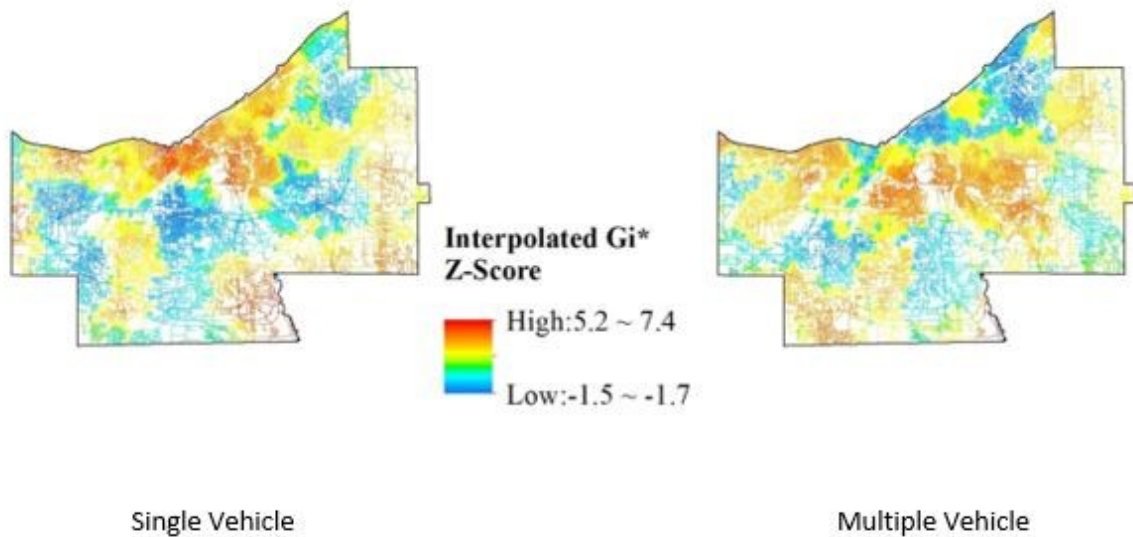 Interpolated Gi*
Z-Score
High:5.2 ~ 7.4
Low:-1.5 ~ -1.7
Single Vehicle
Multiple Vehicle